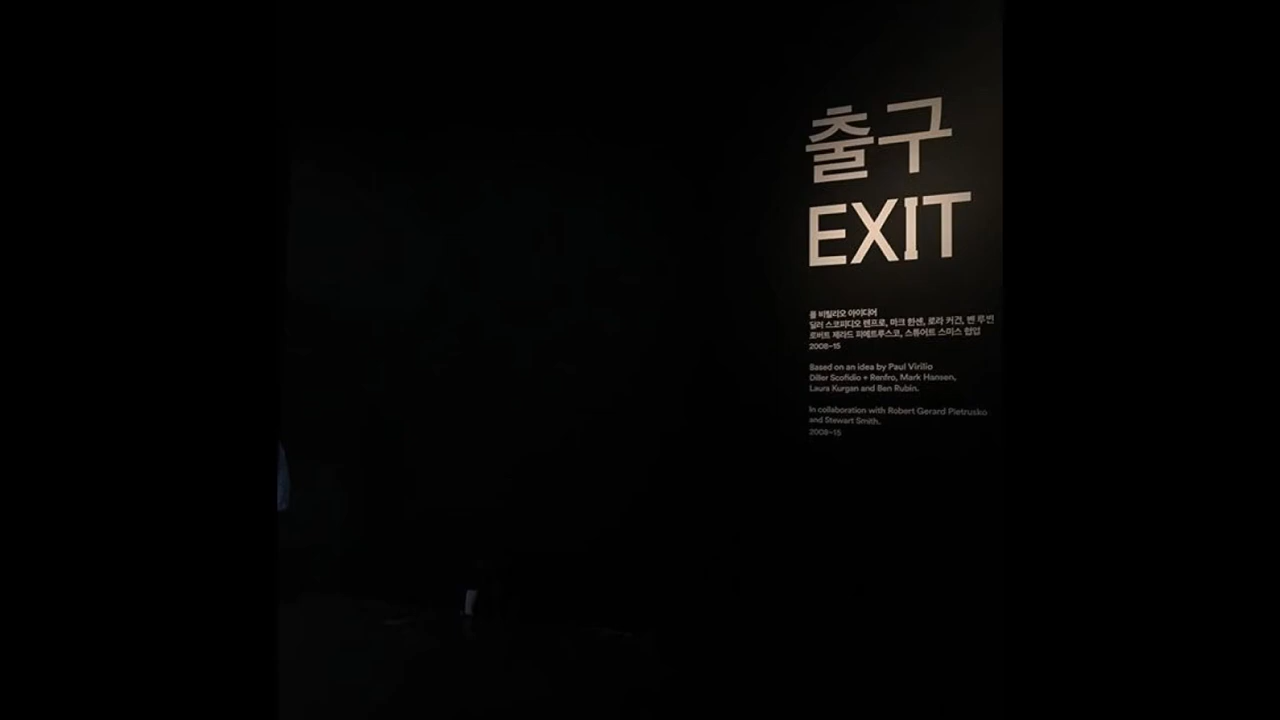 출구
EXIT
폴 비릴리오 아이디어
딜러 스코피디오 렌프로, 마크 한센, 로라 커건, 벤 루빈
로버트 제라드 피에트루스코, 스튜어트 스미스 협업
2008–15
Based on an idea by Paul Virilio
Diller Scofidio + Renfro, Mark Hansen,
Laura Kurgan and Ben Rubin.
In collaboration with Robert Gerard Pietrusko
and Stewart Smith.
2008–15